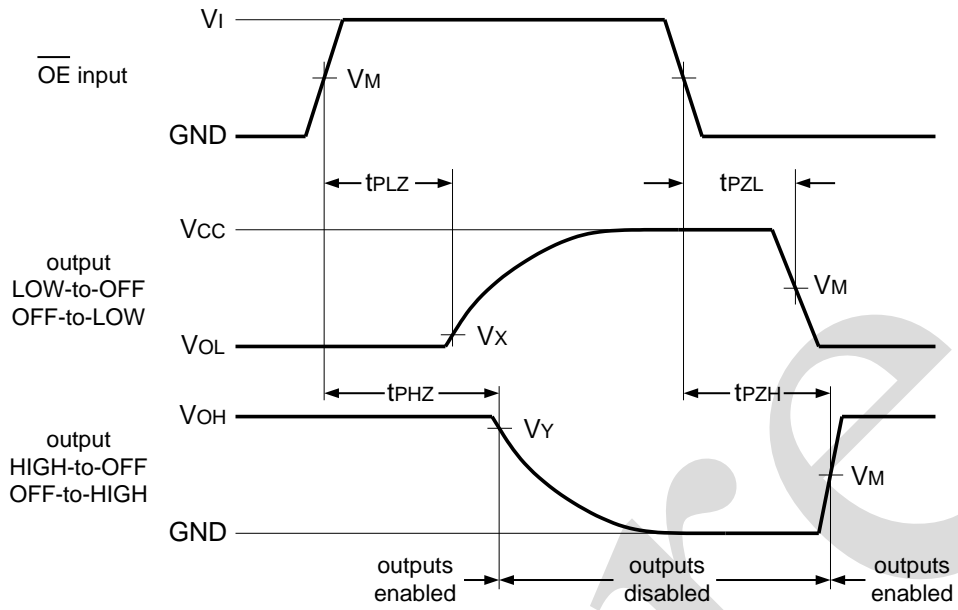 VI
OE input
VM
GND
tPLZ
tPZL
VCC
output
LOW-to-OFF
OFF-to-LOW
VM
VX
VOL
tPHZ
tPZH
VOH
VY
output
HIGH-to-OFF
OFF-to-HIGH
VM
GND
outputs
enabled
outputs
disabled
outputs
enabled